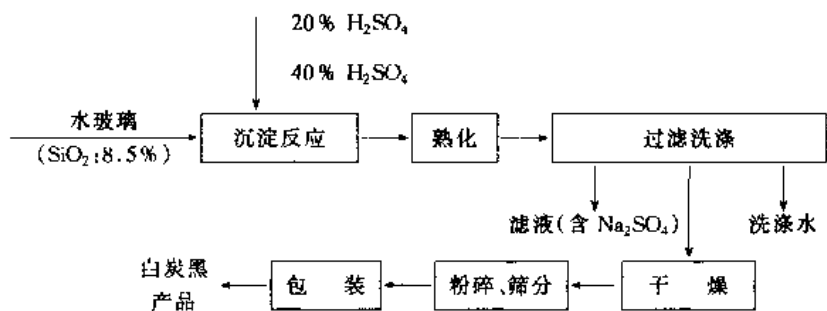 20% H₂SO₄
40% H₂SO₄
水玻璃
(SiO₂:8.5%)
沉淀反应
熟化
过滤洗涤
滤液(含 Na₂SO₄)
洗涤水
白炭黑
产品
包 装
粉碎、筛分
干 燥